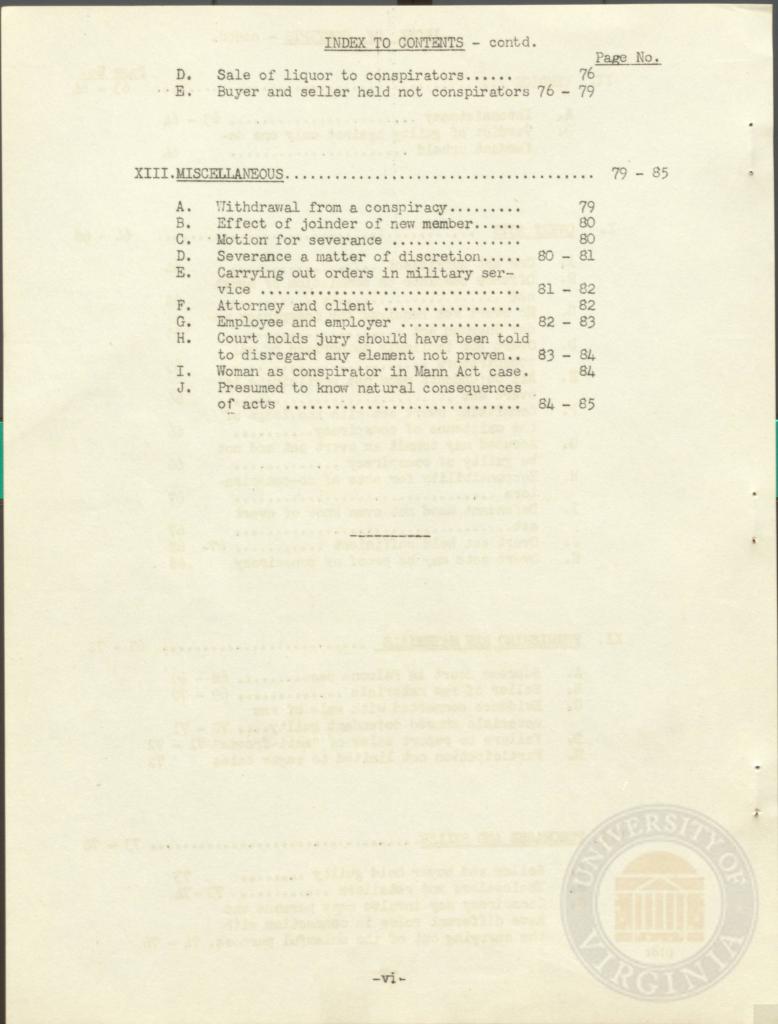 INDEX TO CONTENTS - contd.
Page No.
D. Sale of liquor to conspirators...... 76
E. Buyer and seller held not conspirators 76 - 79
XIII. MISCELLANEOUS..................................... 79 - 85
A. Withdrawal from a conspiracy......... 79
B. Effect of joinder of new member...... 80
C. Motion for severance ................ 80
D. Severance a matter of discretion..... 80 - 81
E. Carrying out orders in military ser-
vice ................................ 81 - 82
F. Attorney and client ................. 82
G. Employee and employer ............... 82 - 83
H. Court holds jury should have been told
to disregard any element not proven.. 83 - 84
I. Woman as conspirator in Mann Act case. 84
J. Presumed to know natural consequences
of acts ............................. 84 - 85
-vi-
UNIVERSITY OF
VIRGINIA
1819